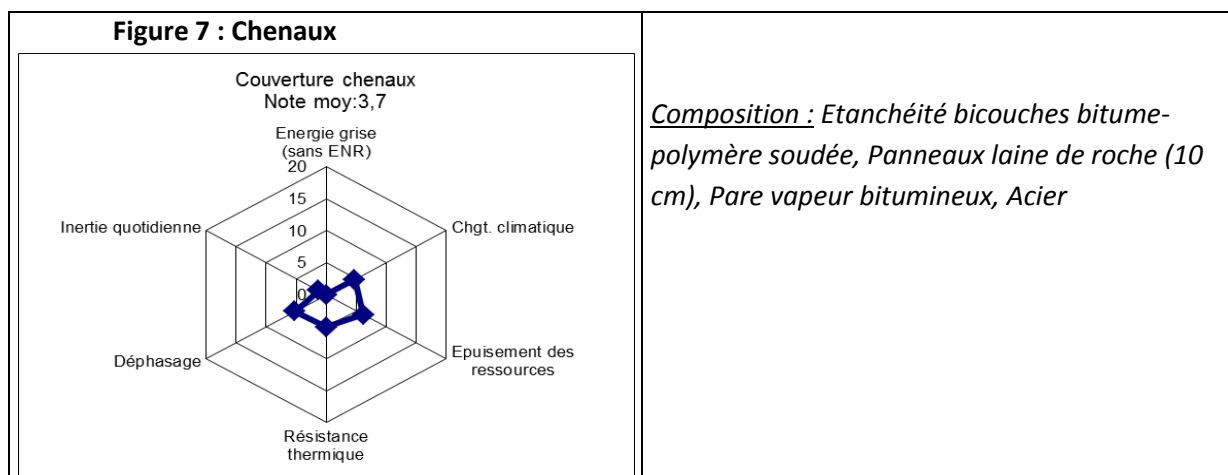 Figure 7 : Chenaux
Couverture chenaux
Note moy:3,7
Energie grise
(sans ENR)
20
15
10
5
0
Chgt. climatique
Epuisement des
ressources
Résistance
thermique
Déphasage
Inertie quotidienne
Composition : Etanchéité bicouches bitume-
polymère soudée, Panneaux laine de roche (10
cm), Pare vapeur bitumineux, Acier